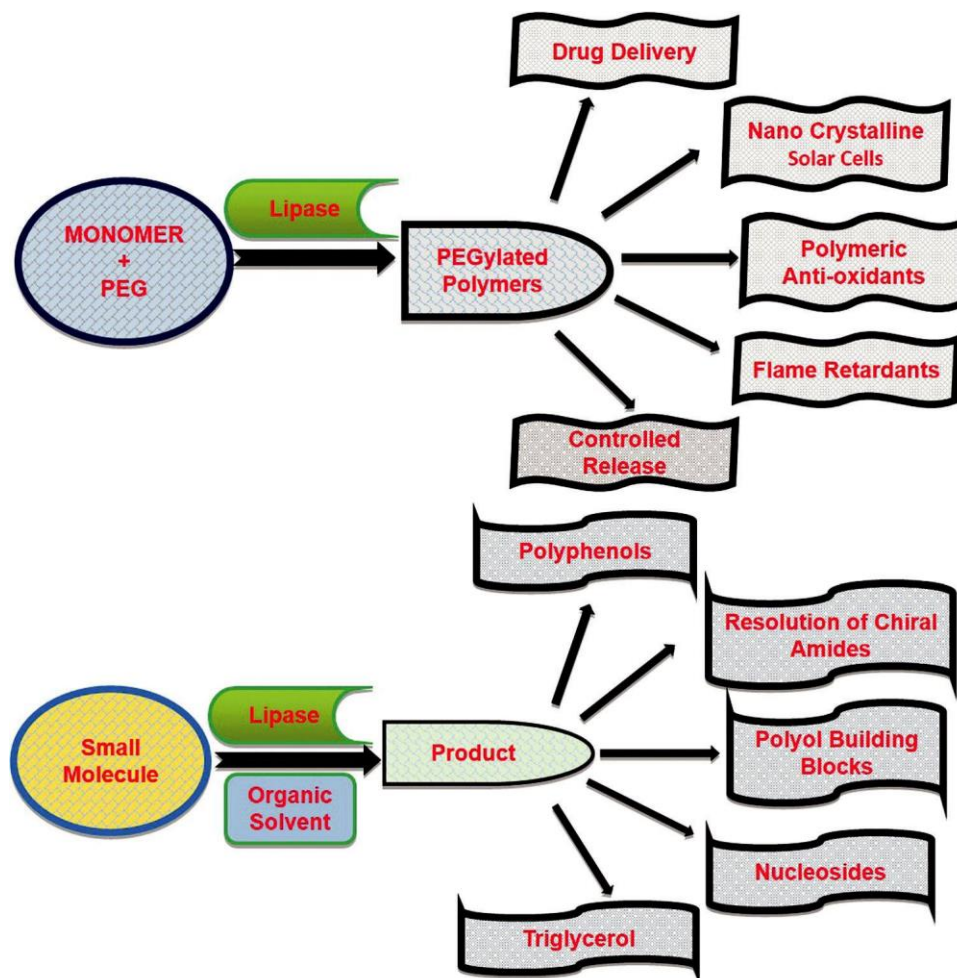 Drug Delivery
Nano Crystalline
Solar Cells
Lipase
MONOMER
+
PEG
PEGylated
Polymers
Polymeric
Anti-oxidants
Flame Retardants
Controlled
Release
Polyphenols
Resolution of Chiral
Amides
Lipase
Small
Molecule
Product
Polyol Building
Blocks
Organic
Solvent
Nucleosides
Triglycerol